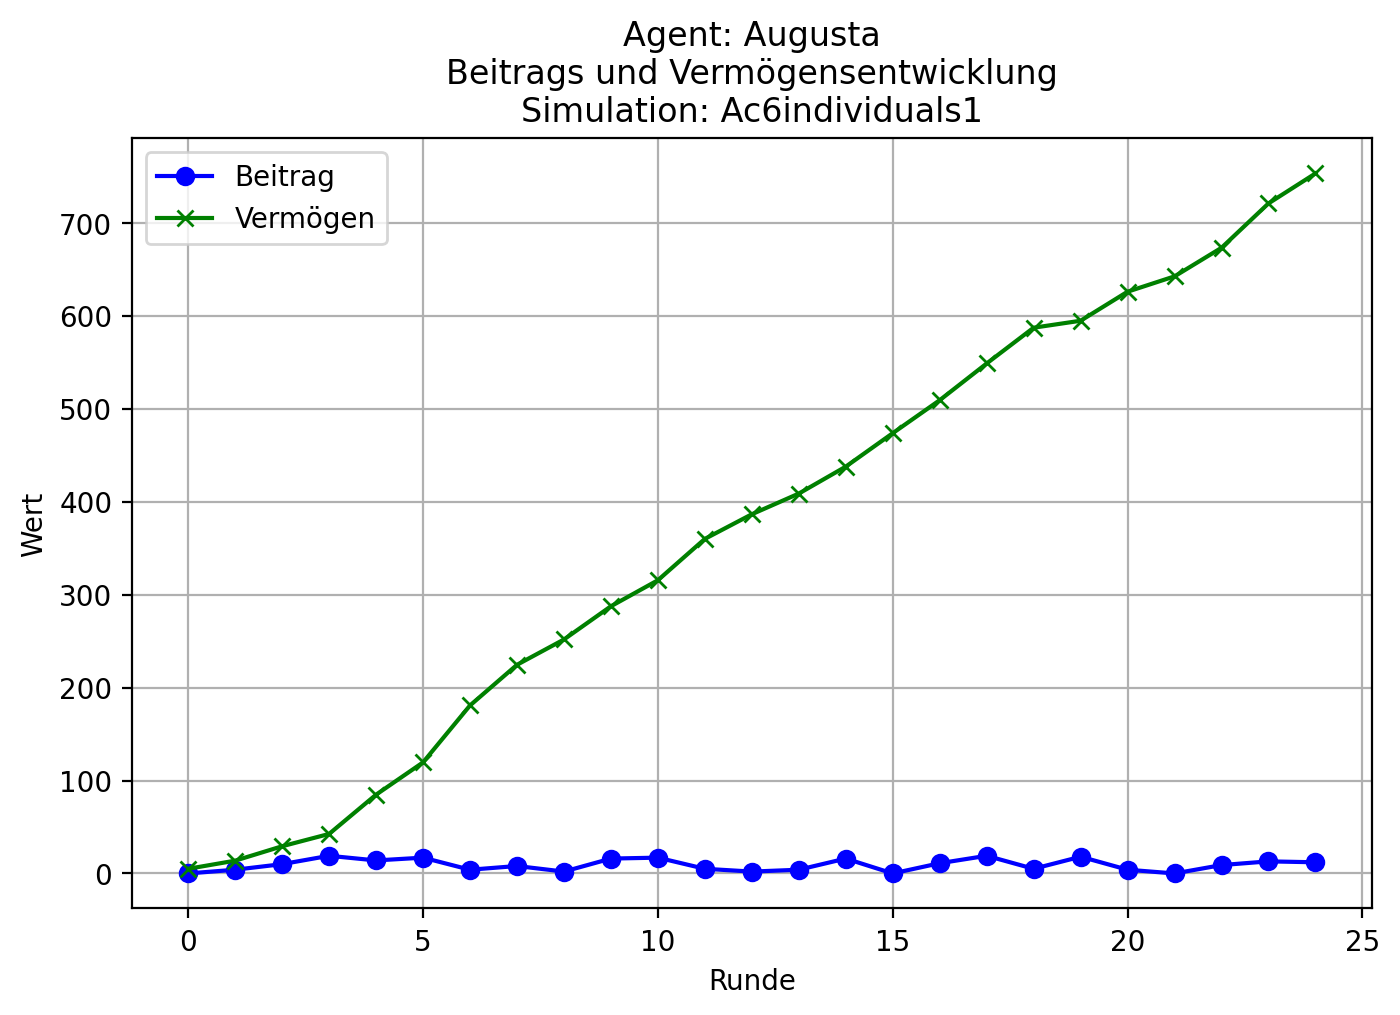 Agent: Augusta
Beitrags und Vermögensentwicklung
Simulation: Ac6individuals1
Beitrag
Vermögen
700
600
500
400
300
200
100
0
Wert
0 5 10 15 20 25
Runde